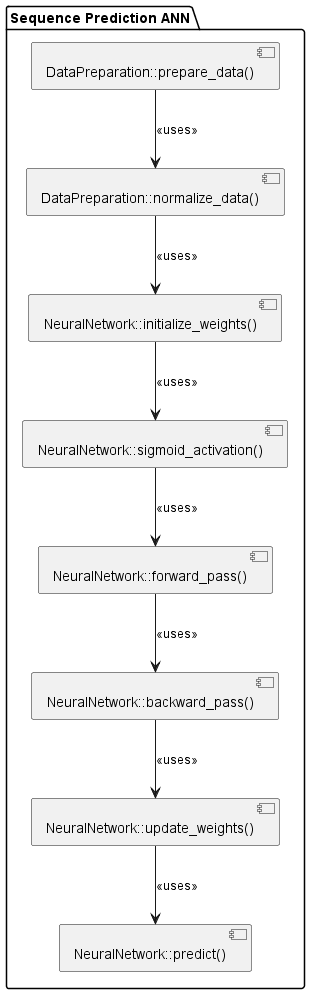 Sequence Prediction ANN
DataPreparation::prepare_data()
«uses»
DataPreparation::normalize_data()
«uses»
NeuralNetwork::initialize_weights()
«uses»
NeuralNetwork::sigmoid_activation()
«uses»
NeuralNetwork::forward_pass()
«uses»
NeuralNetwork::backward_pass()
«uses»
NeuralNetwork::update_weights()
«uses»
NeuralNetwork::predict()